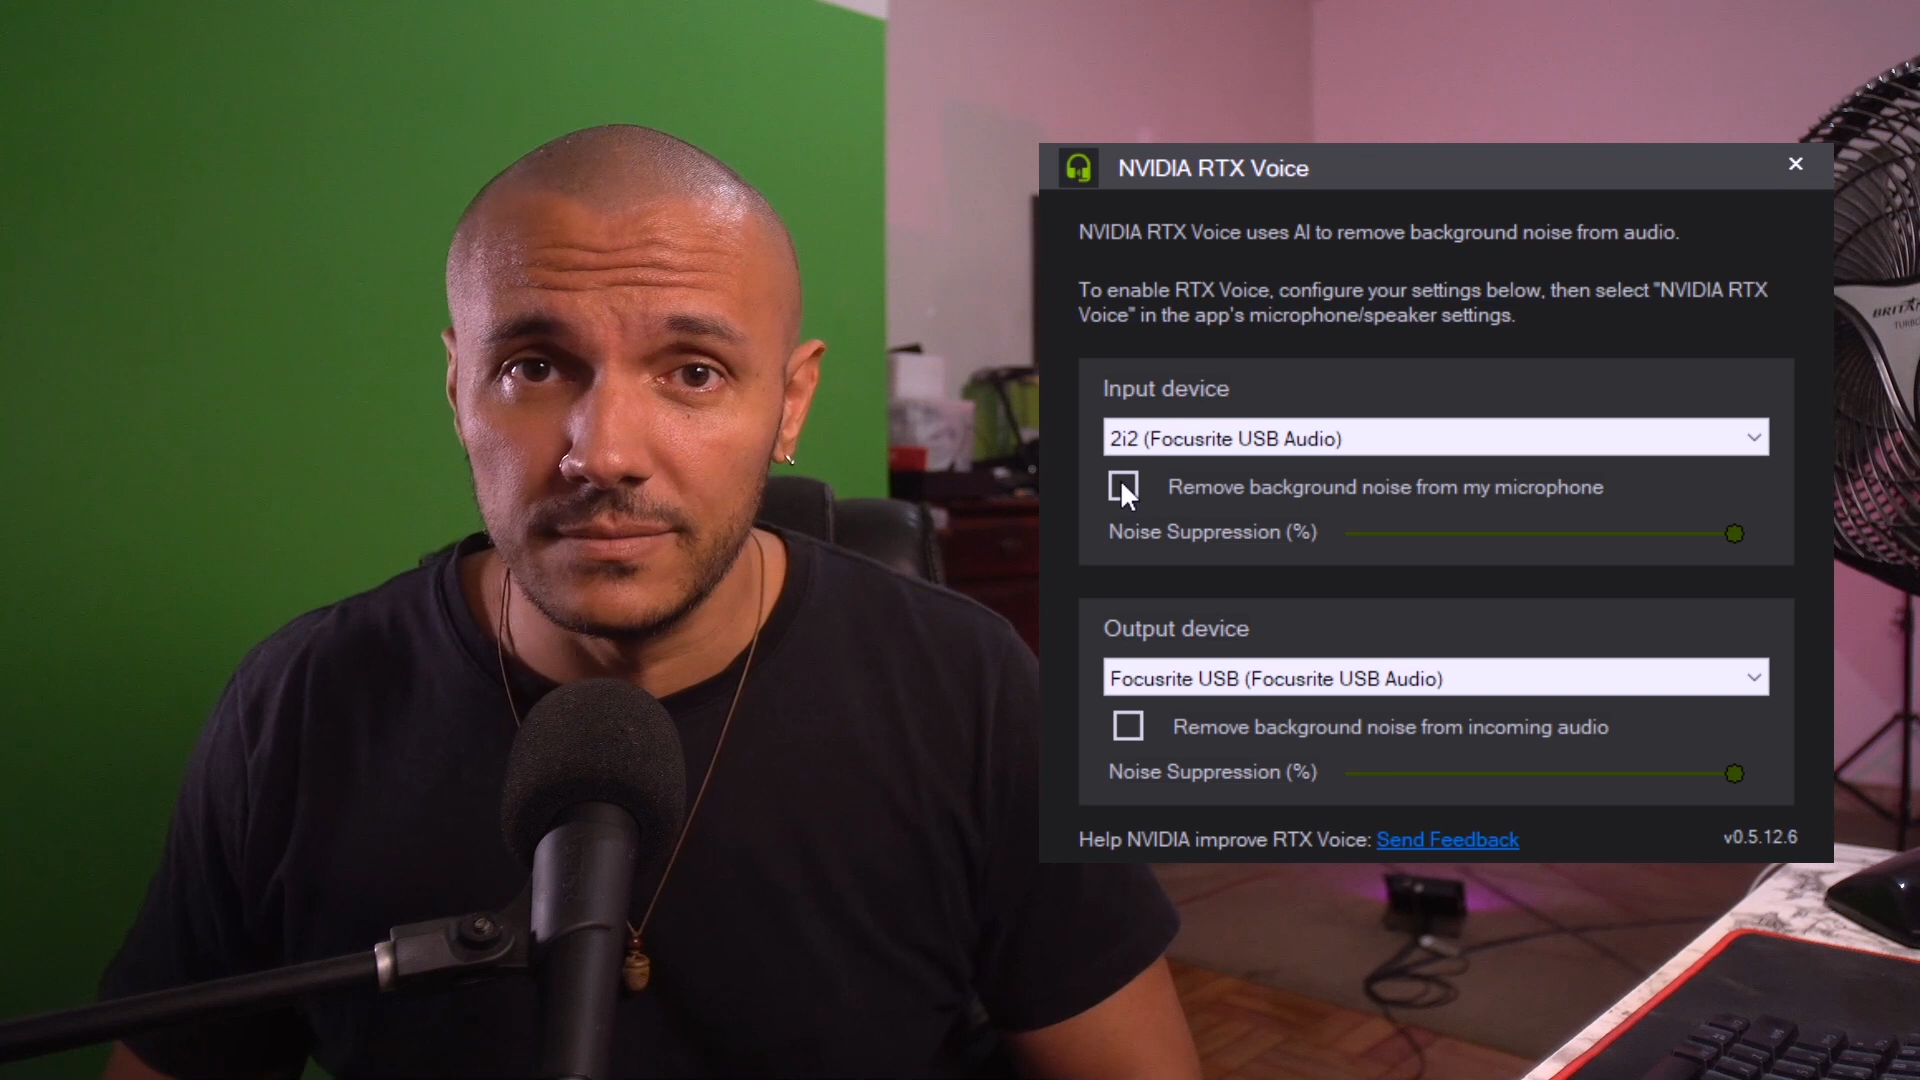 NVIDIA RTX Voice
NVIDIA RTX Voice uses AI to remove background noise from audio.
To enable RTX Voice, configure your settings below, then select "NVIDIA RTX
Voice" in the app's microphone/speaker settings.
Input device
2i2 (Focusrite USB Audio)
Remove background noise from my microphone
Noise Suppression (%)
Output device
Focusrite USB (Focusrite USB Audio)
Remove background noise from incoming audio
Noise Suppression (%)
Help NVIDIA improve RTX Voice: Send Feedback
v0.5.12.6